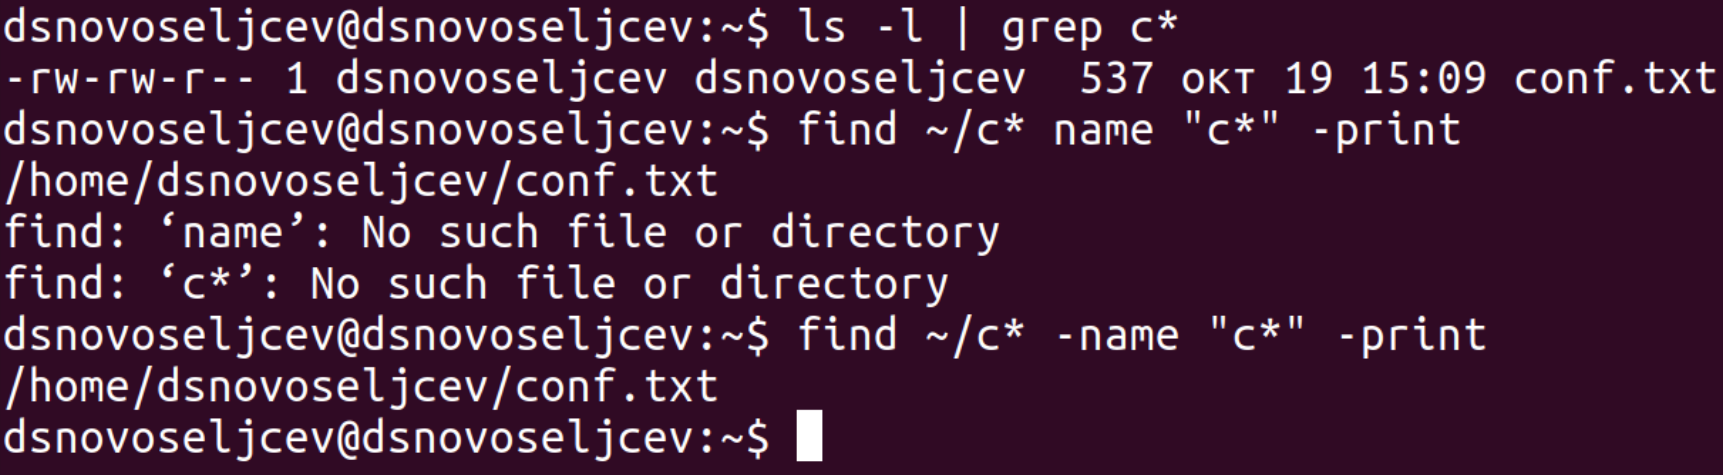 dsnovoseljcev@dsnovoseljcev:~$ ls -l | grep c*
-rw-rw-r-- 1 dsnovoseljcev dsnovoseljcev  537 окт 19 15:09 conf.txt
dsnovoseljcev@dsnovoseljcev:~$ find ~/c* name "c*" -print
/home/dsnovoseljcev/conf.txt
find: ‘name’: No such file or directory
find: ‘c*’: No such file or directory
dsnovoseljcev@dsnovoseljcev:~$ find ~/c* -name "c*" -print
/home/dsnovoseljcev/conf.txt
dsnovoseljcev@dsnovoseljcev:~$